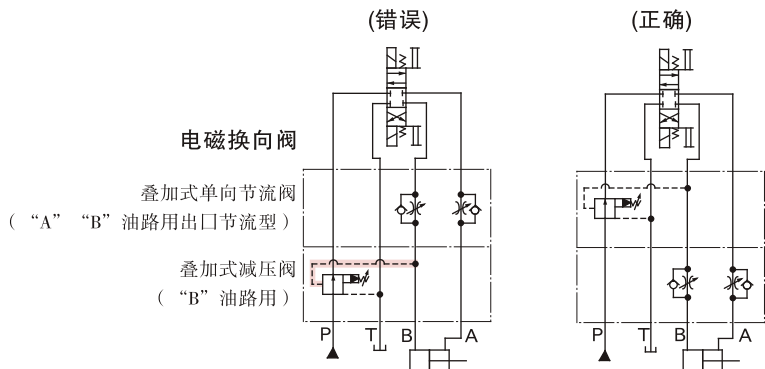 (错误)
(正确)
电磁换向阀
叠加式单向节流阀
（ “A” “B”油路用出口节流型）
叠加式减压阀
（ “B”油路用）
P T B A
P T B A